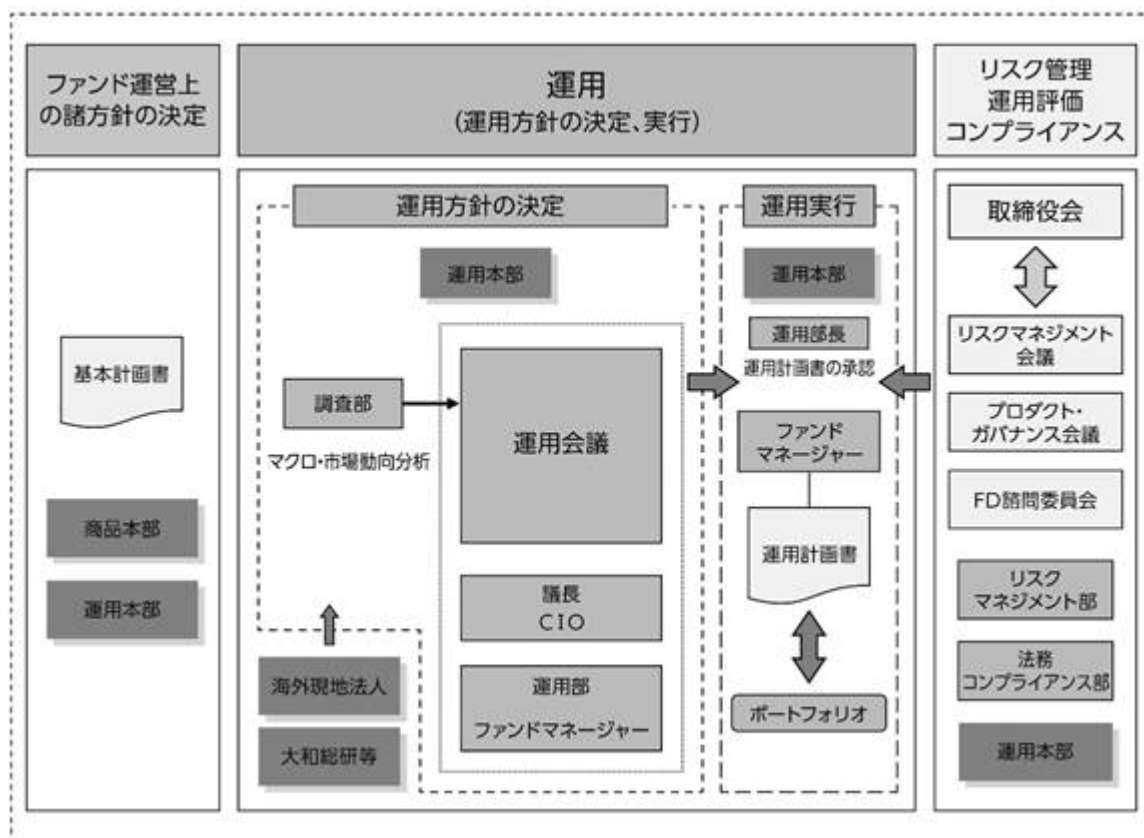 ファンド運営上
の諸方針の決定
運用
(運用方針の決定、実行)
リスク管理
運用評価
コンプライアンス
基本計画書
商品本部
運用本部
運用方針の決定
運用本部
調査部
マクロ・市場動向分析
運用会議
議長
CIO
運用部
ファンドマネージャー
海外現地法人
大和総研等
運用実行
運用本部
運用部長
運用計画書の承認
ファンド
マネージャー
運用計画書
ポートフォリオ
取締役会
リスクマネジメント
会議
プロダクト・
ガバナンス会議
FD諮問委員会
リスク
マネジメント部
法務
コンプライアンス部
運用本部